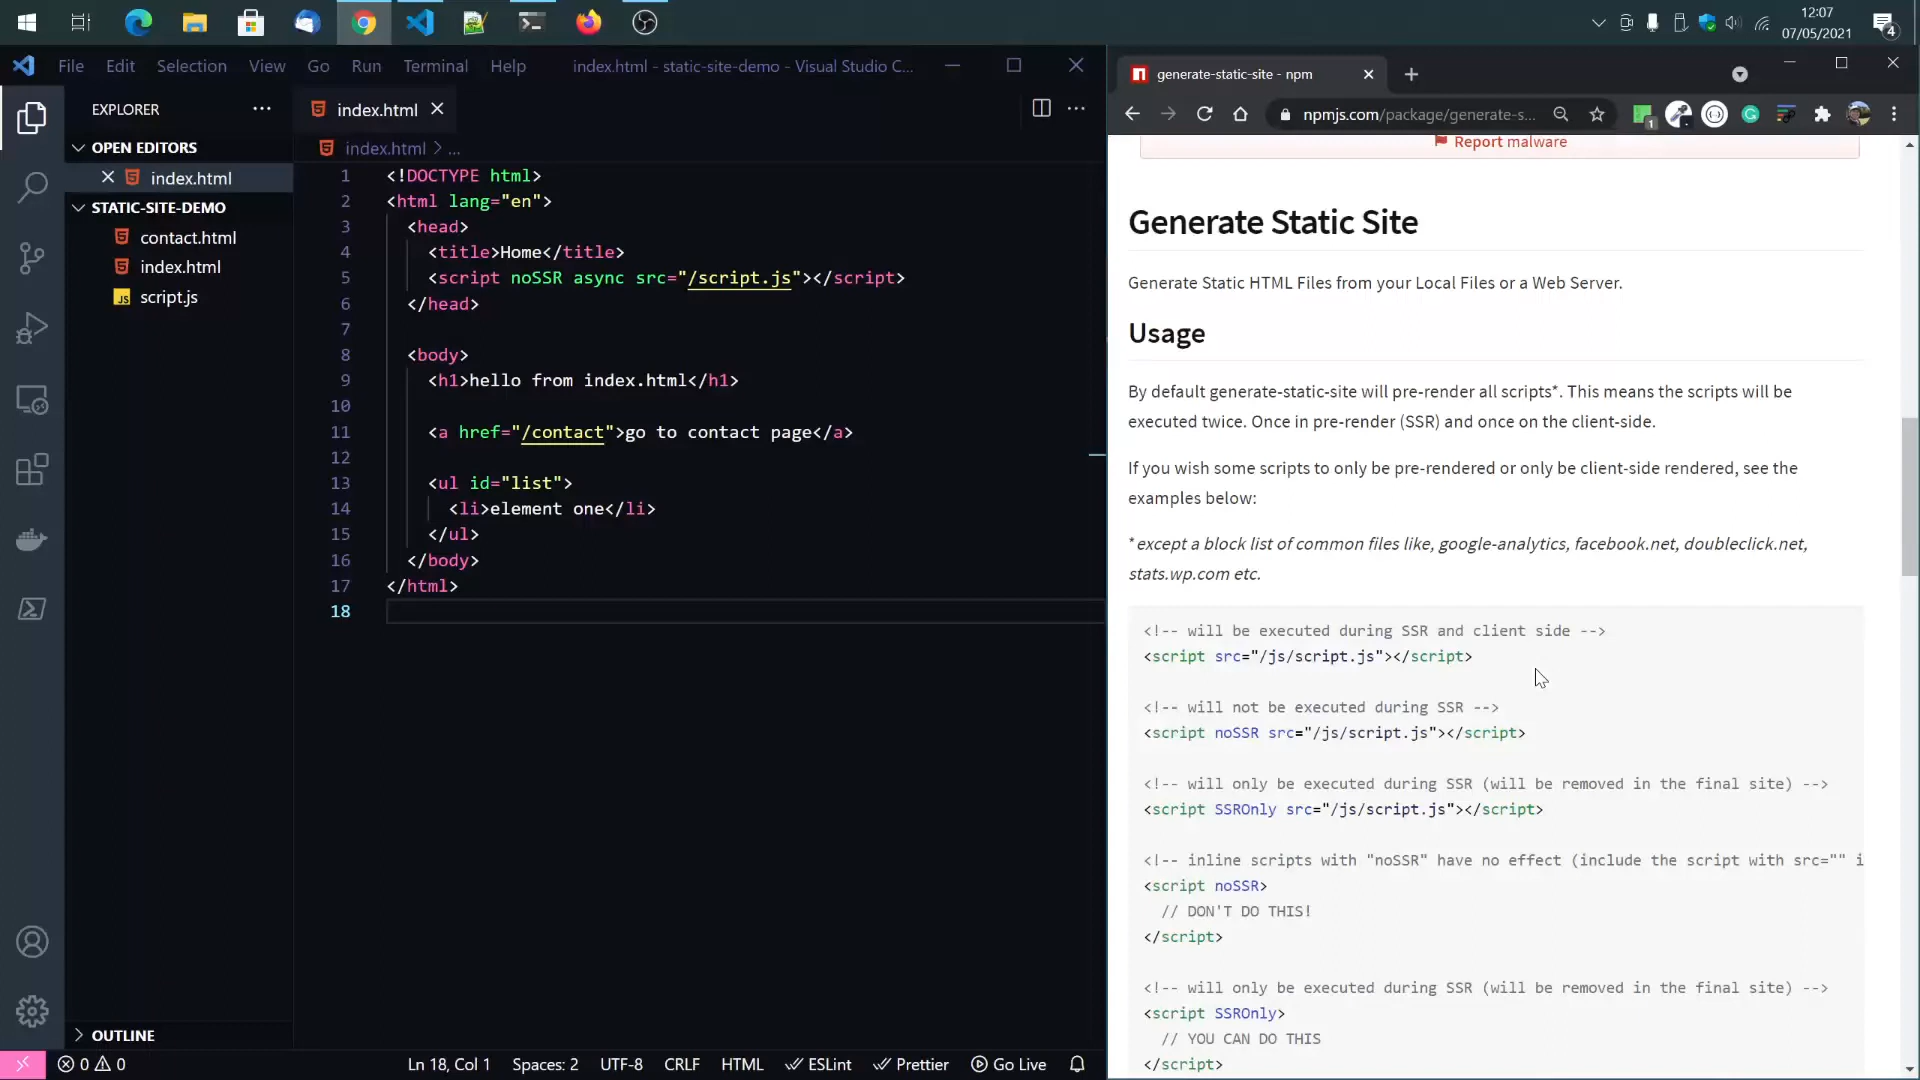 12:07
07/05/2021
4
File Edit Selection View Go Run Terminal Help index.html - static-site-demo - Visual Studio C...
EXPLORER
OPEN EDITORS
index.html
STATIC-SITE-DEMO
contact.html
index.html
JS script.js
OUTLINE
index.html
index.html > ...
1 <!DOCTYPE html>
2 <html lang="en">
3 <head>
4 <title>Home</title>
5 <script noSSR async src="/script.js"></script>
6 </head>
7
8 <body>
9 <h1>hello from index.html</h1>
10
11 <a href="/contact">go to contact page</a>
12
13 <ul id="list">
14 <li>element one</li>
15 </ul>
16 </body>
17 </html>
18
0 0
Ln 18, Col 1 Spaces: 2 UTF-8 CRLF HTML ESLint Prettier Go Live
generate-static-site - npm
npmjs.com/package/generate-s...
1
Report malware
Generate Static Site
Generate Static HTML Files from your Local Files or a Web Server.
Usage
By default generate-static-site will pre-render all scripts*. This means the scripts will be
executed twice. Once in pre-render (SSR) and once on the client-side.
If you wish some scripts to only be pre-rendered or only be client-side rendered, see the
examples below:
*except a block list of common files like, google-analytics, facebook.net, doubleclick.net,
stats.wp.com etc.
<!-- will be executed during SSR and client side -->
<script src="/js/script.js"></script>
<!-- will not be executed during SSR -->
<script noSSR src="/js/script.js"></script>
<!-- will only be executed during SSR (will be removed in the final site) -->
<script SSROnly src="/js/script.js"></script>
<!-- inline scripts with "noSSR" have no effect (include the script with src="" i
<script noSSR>
// DON'T DO THIS!
</script>
<!-- will only be executed during SSR (will be removed in the final site) -->
<script SSROnly>
// YOU CAN DO THIS
</script>